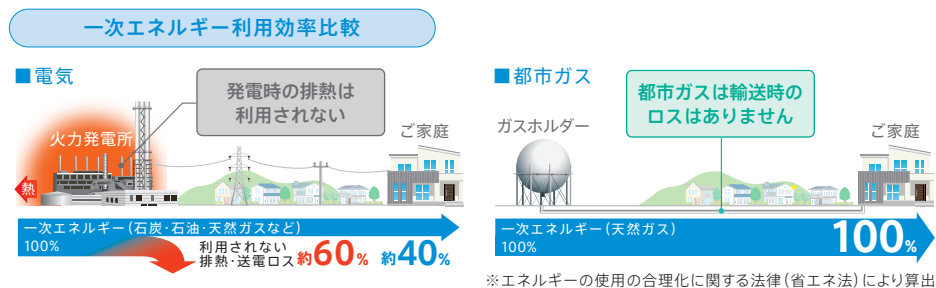 一次エネルギー利用効率比較
■電気
発電時の排熱は
利用されない
火力発電所
ご家庭
熱
一次エネルギー(石炭・石油・天然ガスなど)
100%
利用されない
排熱・送電ロス 約60% 約40%
■都市ガス
都市ガスは輸送時の
ロスはありません
ガスホルダー
ご家庭
一次エネルギー(天然ガス)
100%
100%
※エネルギーの使用の合理化に関する法律(省エネ法)により算出